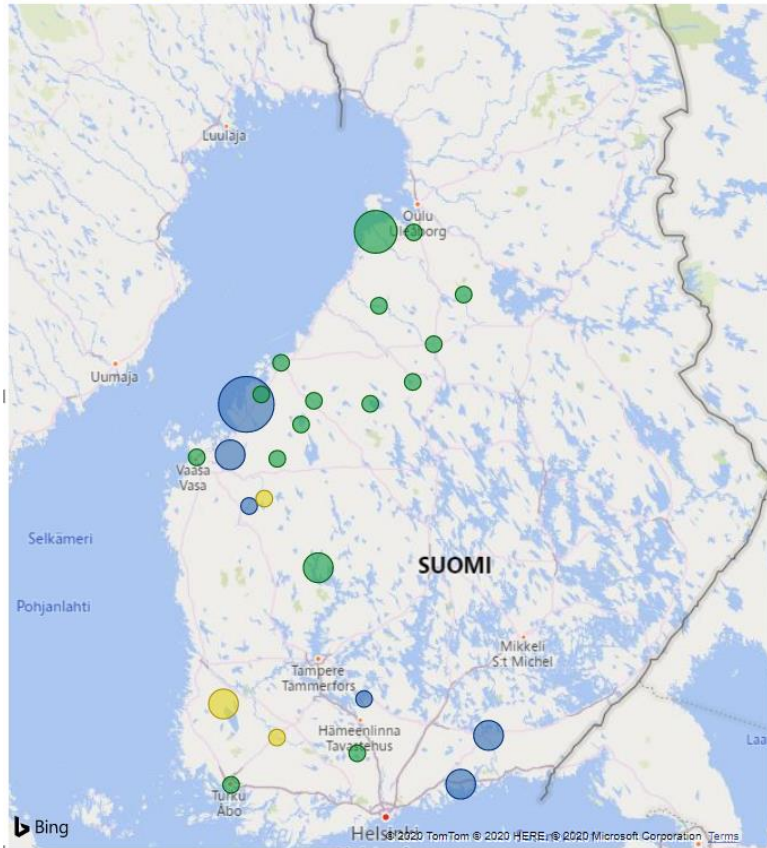 Luulaja
Oulu
Uleåborg
Uumaja
Vaasa
Vasa
Selkämeri
SUOMI
Pohjanlahti
Mikkeli
S:t Michel
Tampere
Tammerfors
Hämeenlinna
Tavastehus
Laa
Turku
Åbo
Bing
Helsinki
© 2020 TomTom © 2020 HERE, © 2020 Microsoft Corporation Terms